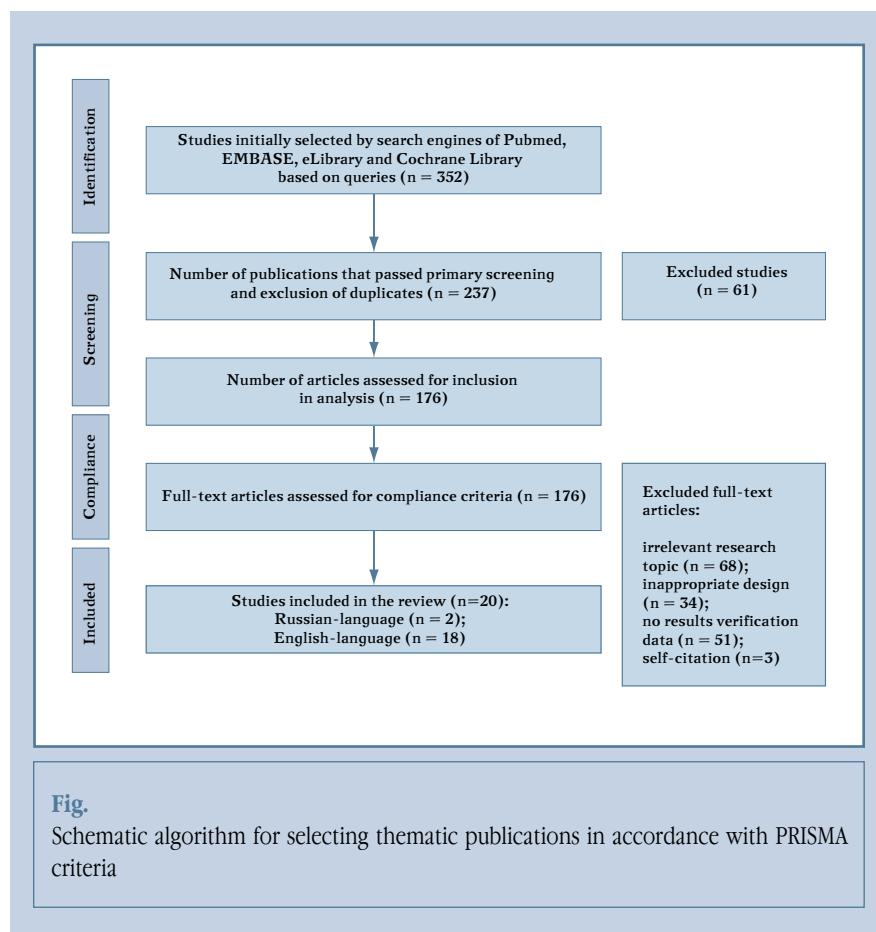 Identification
Studies initially selected by search engines of Pubmed,
EMBASE, eLibrary and Cochrane Library
based on queries (n = 352)
Screening
Number of publications that passed primary screening
and exclusion of duplicates (n = 237)
Excluded studies
(n = 61)
Number of articles assessed for inclusion
in analysis (n = 176)
Compliance
Full-text articles assessed for compliance criteria (n = 176)
Excluded full-text
articles:
irrelevant research
topic (n = 68);
inappropriate design
(n = 34);
no results verification
data (n = 51);
self-citation (n=3)
Included
Studies included in the review (n=20):
Russian-language (n = 2);
English-language (n = 18)
Fig.
Schematic algorithm for selecting thematic publications in accordance with PRISMA
criteria